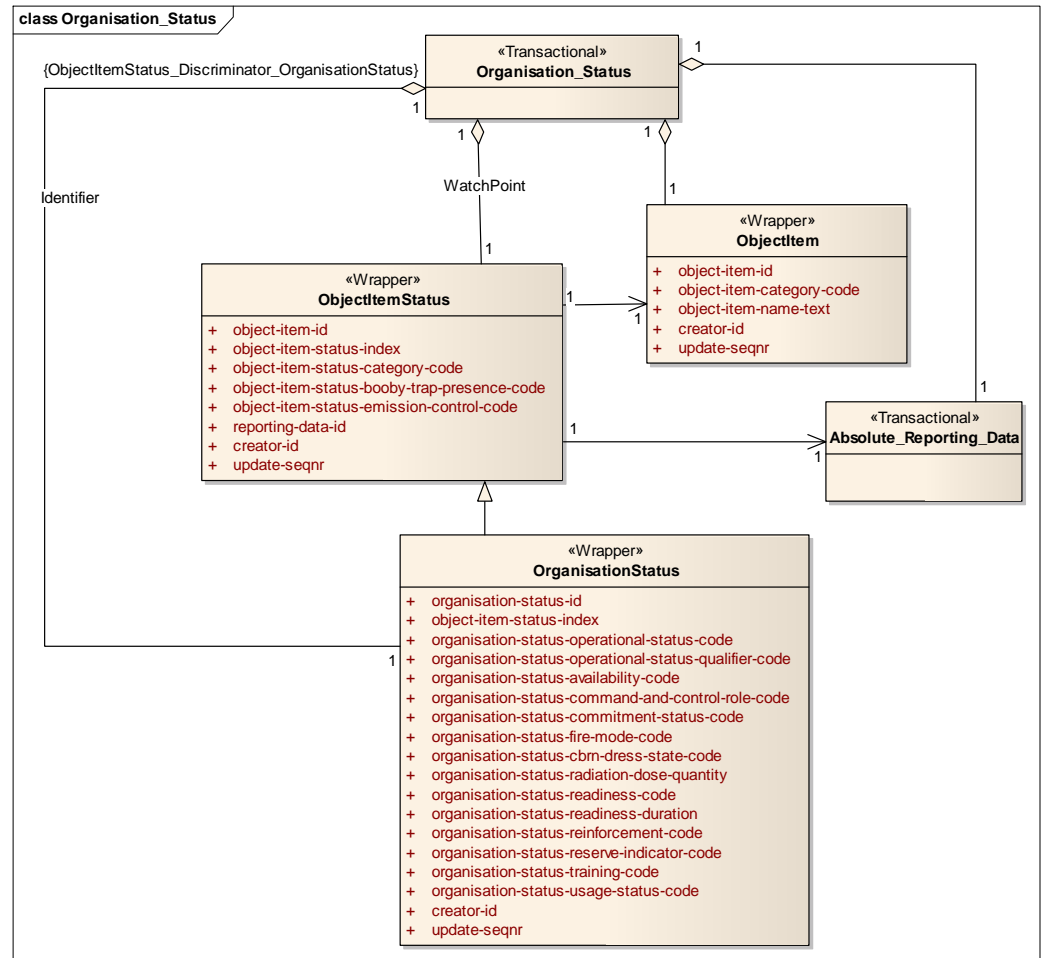 class Organisation_Status
«Transactional»
Organisation_Status
{ObjectItemStatus_Discriminator_OrganisationStatus}
1
1
1
1
Identifier
WatchPoint
1
1
«Wrapper»
ObjectItem
+ object-item-id
+ object-item-category-code
+ object-item-name-text
+ creator-id
+ update-seqnr
«Wrapper»
ObjectItemStatus
+ object-item-id
+ object-item-status-index
+ object-item-status-category-code
+ object-item-status-booby-trap-presence-code
+ object-item-status-emission-control-code
+ reporting-data-id
+ creator-id
+ update-seqnr
1
1
1
«Transactional»
Absolute_Reporting_Data
1
1
«Wrapper»
OrganisationStatus
+ organisation-status-id
+ object-item-status-index
+ organisation-status-operational-status-code
+ organisation-status-operational-status-qualifier-code
+ organisation-status-availability-code
+ organisation-status-command-and-control-role-code
+ organisation-status-commitment-status-code
+ organisation-status-fire-mode-code
+ organisation-status-cbrn-dress-state-code
+ organisation-status-radiation-dose-quantity
+ organisation-status-readiness-code
+ organisation-status-readiness-duration
+ organisation-status-reinforcement-code
+ organisation-status-reserve-indicator-code
+ organisation-status-training-code
+ organisation-status-usage-status-code
+ creator-id
+ update-seqnr
1